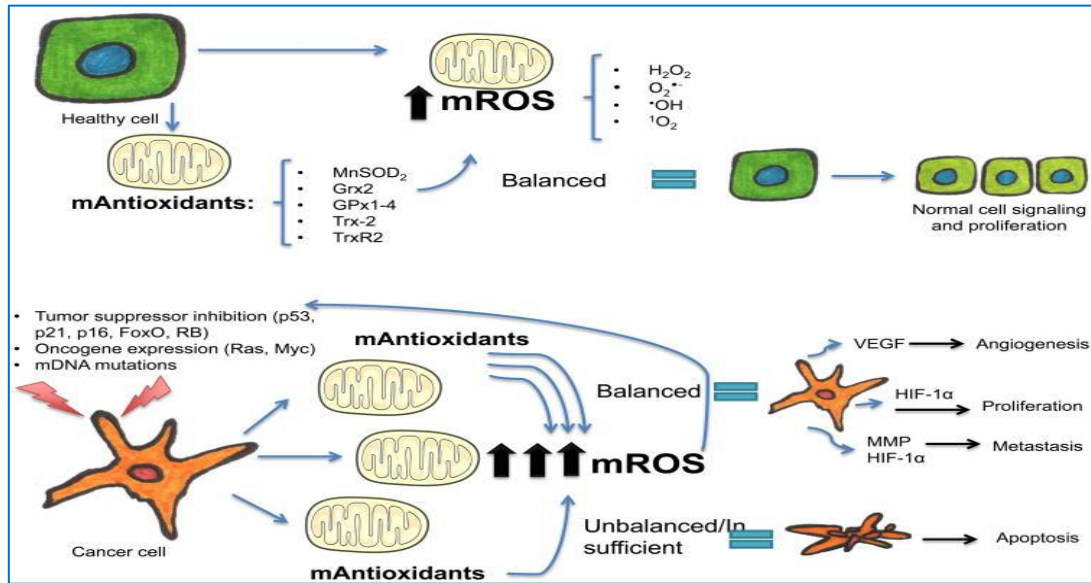 Healthy cell
mAntioxidants:
• MnSOD₂
• Grx2
• GPx1-4
• Trx-2
• TrxR2
mROS
• H₂O₂
• O₂•-
• •OH
• ¹O₂
Balanced
Normal cell signaling
and proliferation
• Tumor suppressor inhibition (p53,
p21, p16, FoxO, RB)
• Oncogene expression (Ras, Myc)
• mDNA mutations
Cancer cell
mAntioxidants
mROS
mAntioxidants
Balanced
VEGF
Angiogenesis
HIF-1α
Proliferation
MMP
HIF-1α
Metastasis
Unbalanced/In
sufficient
Apoptosis